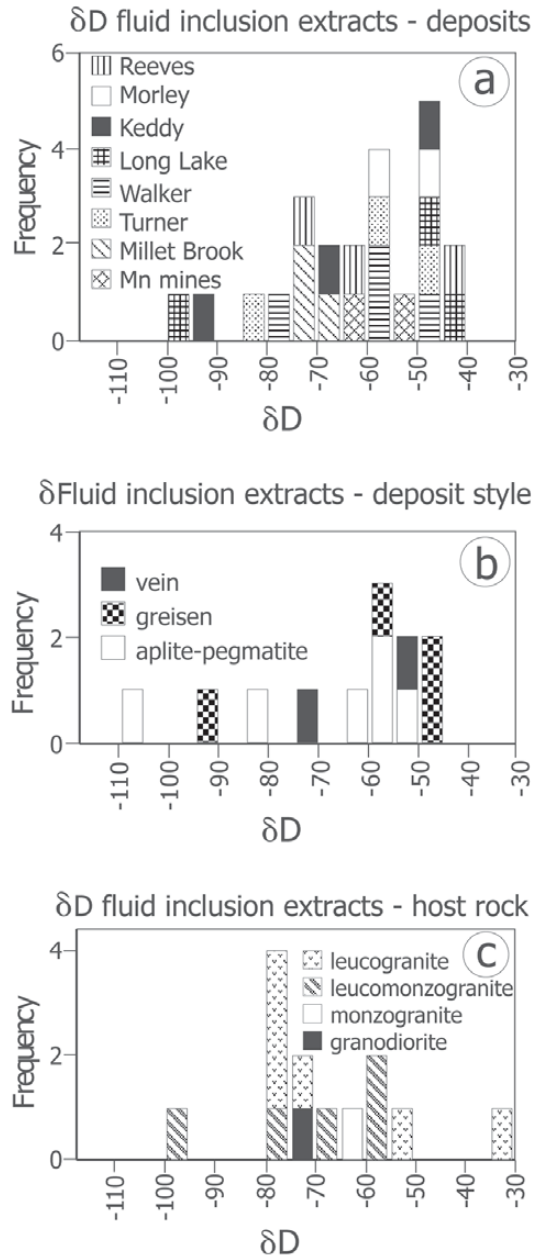 δD fluid inclusion extracts - deposits
6
4
2
0
Frequency
a
Reeves
Morley
Keddy
Long Lake
Walker
Turner
Millet Brook
Mn mines
-110
-100
-90
-80
-70
-60
-50
-40
-30
δD
δFluid inclusion extracts - deposit style
4
2
0
Frequency
b
vein
greisen
aplite-pegmatite
-110
-100
-90
-80
-70
-60
-50
-40
-30
δD
δD fluid inclusion extracts - host rock
4
2
0
Frequency
c
leucogranite
leucomonzogranite
monzogranite
granodiorite
-110
-100
-90
-80
-70
-60
-50
-40
-30
δD